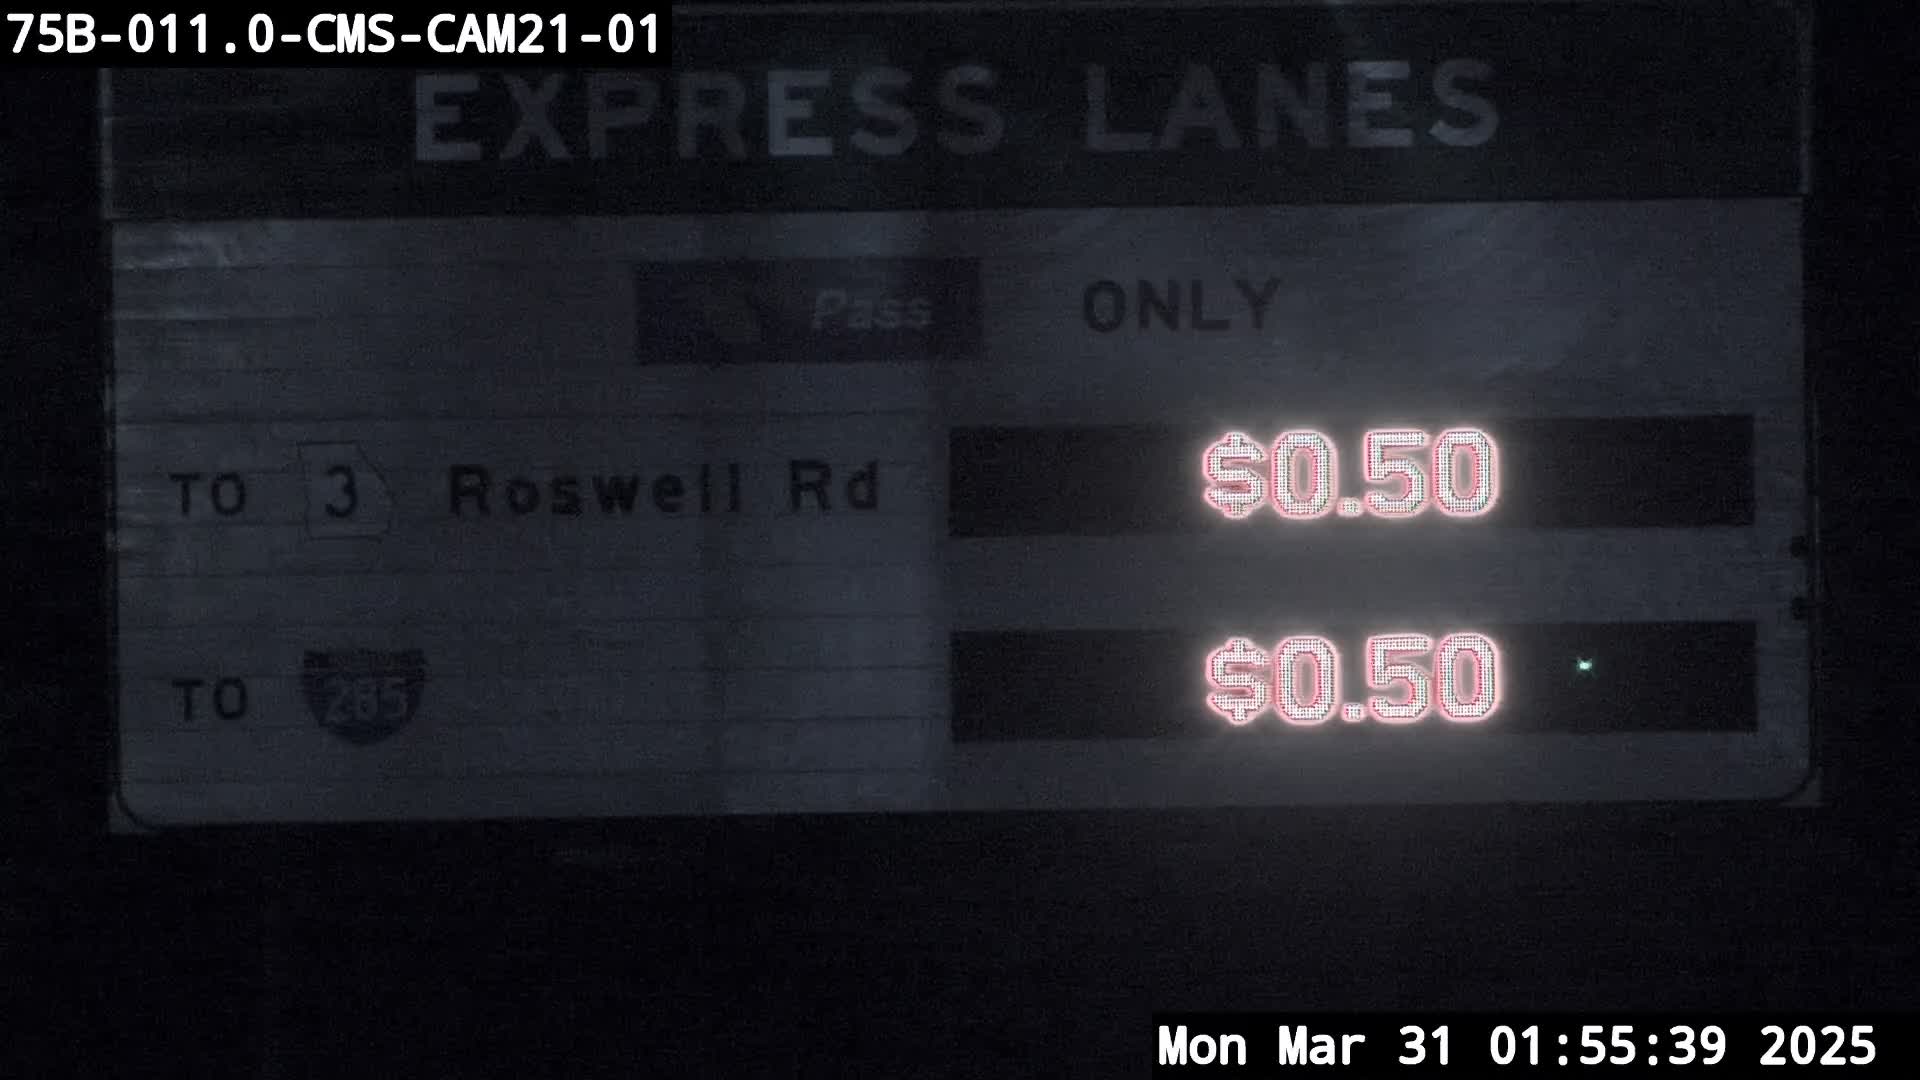 75B-011.0-CMS-CAM21-01
EXPRESS LANES
Pass ONLY
TO 3 Roswell Rd $0.50
TO 285 $0.50
Mon Mar 31 01:55:39 2025